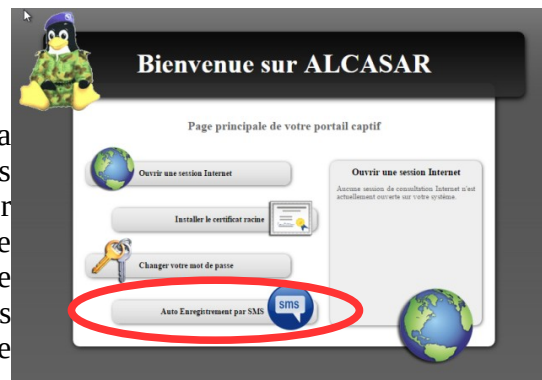 Bienvenue sur ALCASAR
Page principale de votre portail captif
Ouvrir une session Internet
Installer le certificat racine
Changer votre mot de passe
Auto Enregistrement par SMS
sms
Ouvrir une session Internet
Aucune session de consultation Internet n'est
actuellement ouverte sur votre système.
a
s
r
e
e
s
e